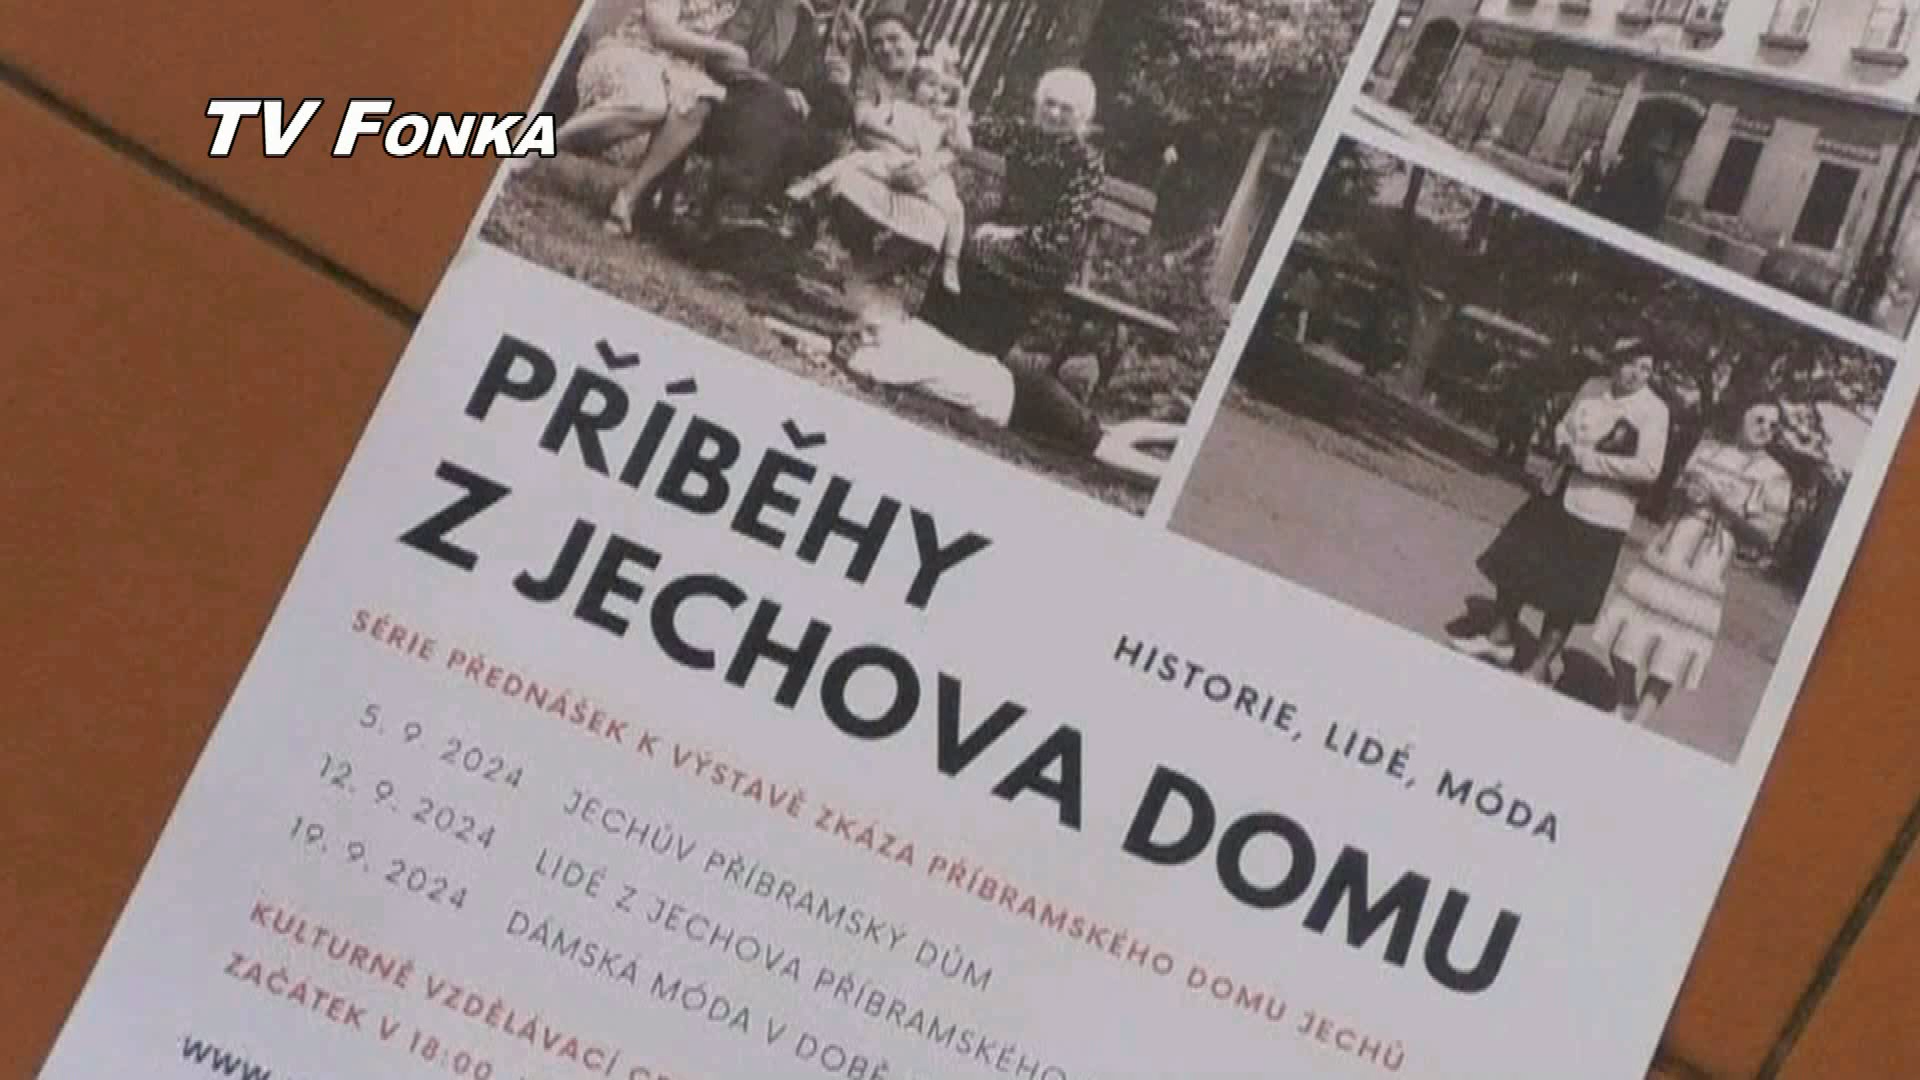 TV FONKA
PŘÍBĚHY
Z JECHOVA DOMU
HISTORIE, LIDÉ, MÓDA
SÉRIE PŘEDNÁŠEK K VÝSTAVĚ ZKÁZA PŘÍBRAMSKÉHO DOMU JECHŮ
5. 9. 2024 JECHŮV PŘÍBRAMSKÝ DŮM
12. 9. 2024 LIDÉ Z JECHOVA PŘÍBRAMSKÉHO
19. 9. 2024 DÁMSKÁ MÓDA V DOBĚ
KULTURNĚ VZDĚLÁVACÍ
ZAČÁTEK V 18:00
www.